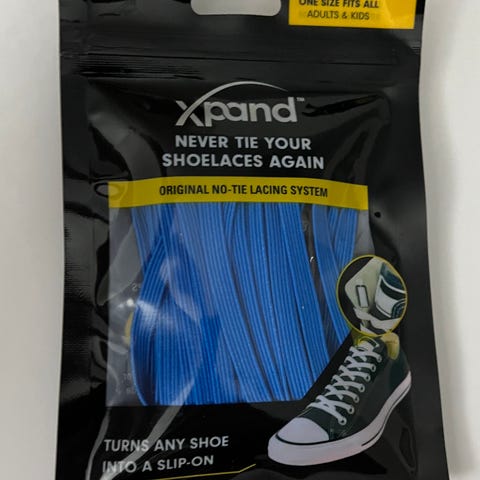 ONE SIZE FITS ALL
ADULTS & KIDS
xpand™
NEVER TIE YOUR
SHOELACES AGAIN
ORIGINAL NO-TIE LACING SYSTEM
TURNS ANY SHOE
INTO A SLIP-ON